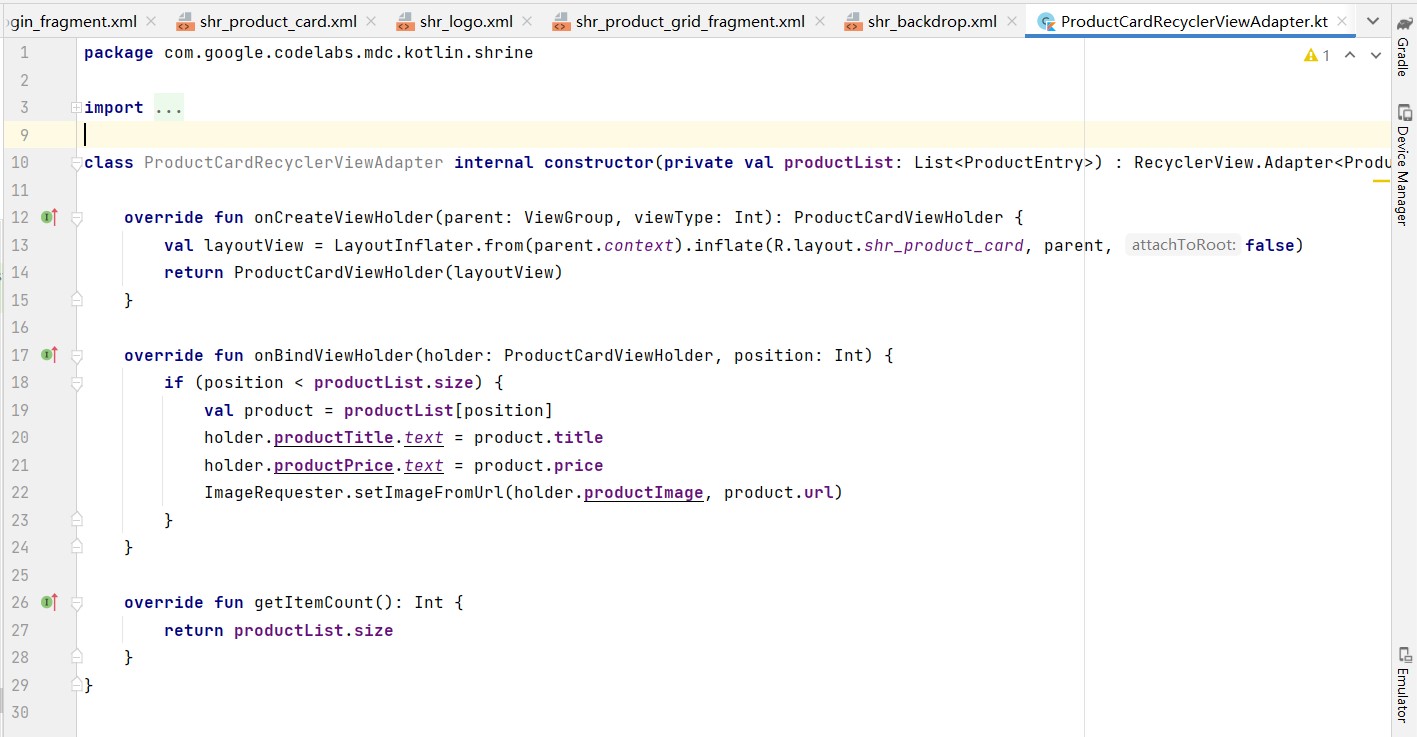 gin_fragment.xml shr_product_card.xml shr_logo.xml shr_product_grid_fragment.xml shr_backdrop.xml ProductCardRecyclerViewAdapter.kt
1 package com.google.codelabs.mdc.kotlin.shrine
1
2
3 import ...
9
10 class ProductCardRecyclerViewAdapter internal constructor(private val productList: List<ProductEntry>) : RecyclerView.Adapter<Produ
11
12 override fun onCreateViewHolder(parent: ViewGroup, viewType: Int): ProductCardViewHolder {
13 val layoutView = LayoutInflater.from(parent.context).inflate(R.layout.shr_product_card, parent, attachToRoot: false)
14 return ProductCardViewHolder(layoutView)
15 }
16
17 override fun onBindViewHolder(holder: ProductCardViewHolder, position: Int) {
18 if (position < productList.size) {
19 val product = productList[position]
20 holder.productTitle.text = product.title
21 holder.productPrice.text = product.price
22 ImageRequester.setImageFromUrl(holder.productImage, product.url)
23 }
24 }
25
26 override fun getItemCount(): Int {
27 return productList.size
28 }
29 }
30
Gradle
Device Manager
Emulator